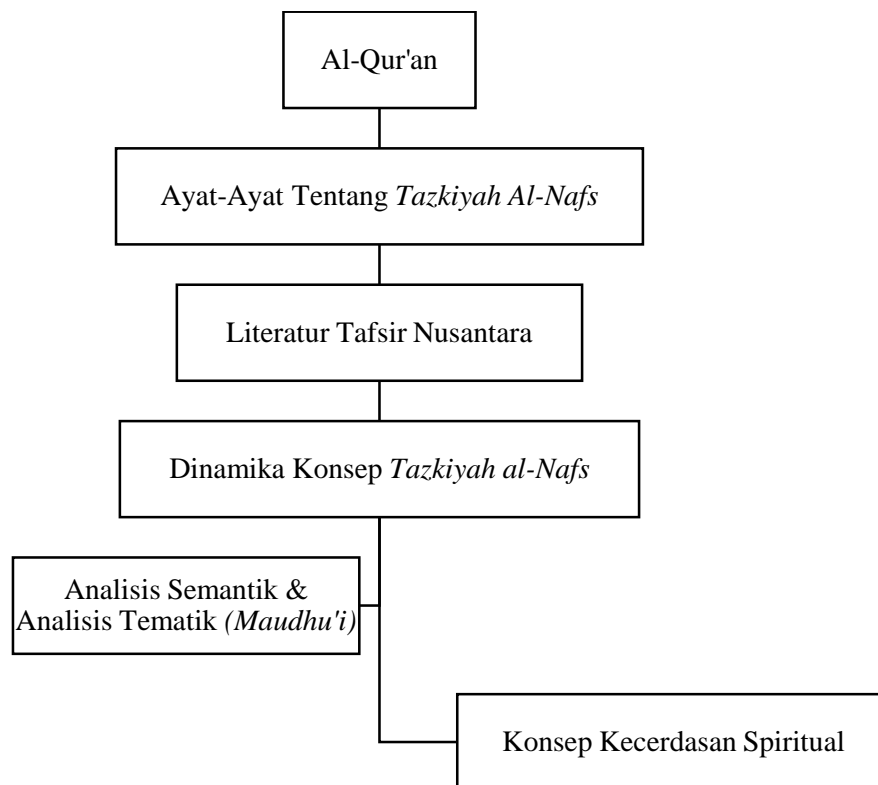 Al-Qur'an
Ayat-Ayat Tentang Tazkiyah Al-Nafs
Literatur Tafsir Nusantara
Dinamika Konsep Tazkiyah al-Nafs
Analisis Semantik &
Analisis Tematik (Maudhu'i)
Konsep Kecerdasan Spiritual